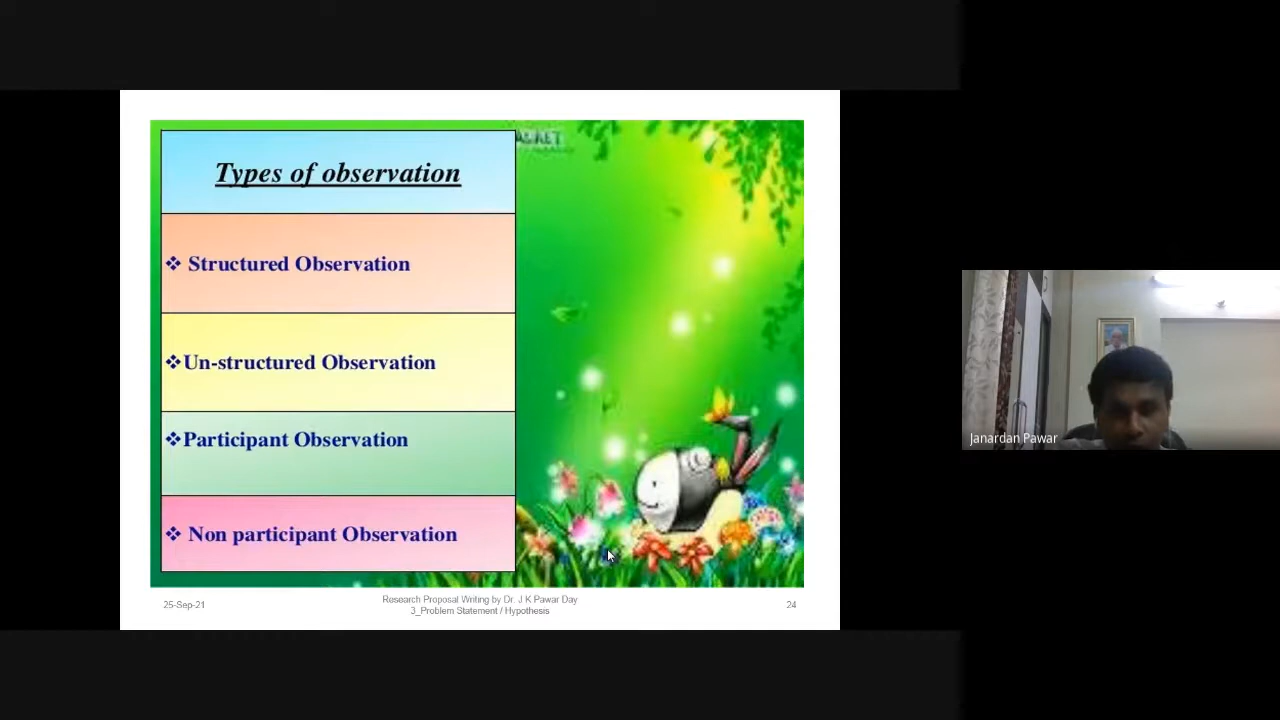 Types of observation
❖ Structured Observation
❖Un-structured Observation
❖Participant Observation
❖ Non participant Observation
25-Sep-21
Research Proposal Writing by Dr. J K Pawar Day
3_Problem Statement / Hypothesis
24
Janardan Pawar